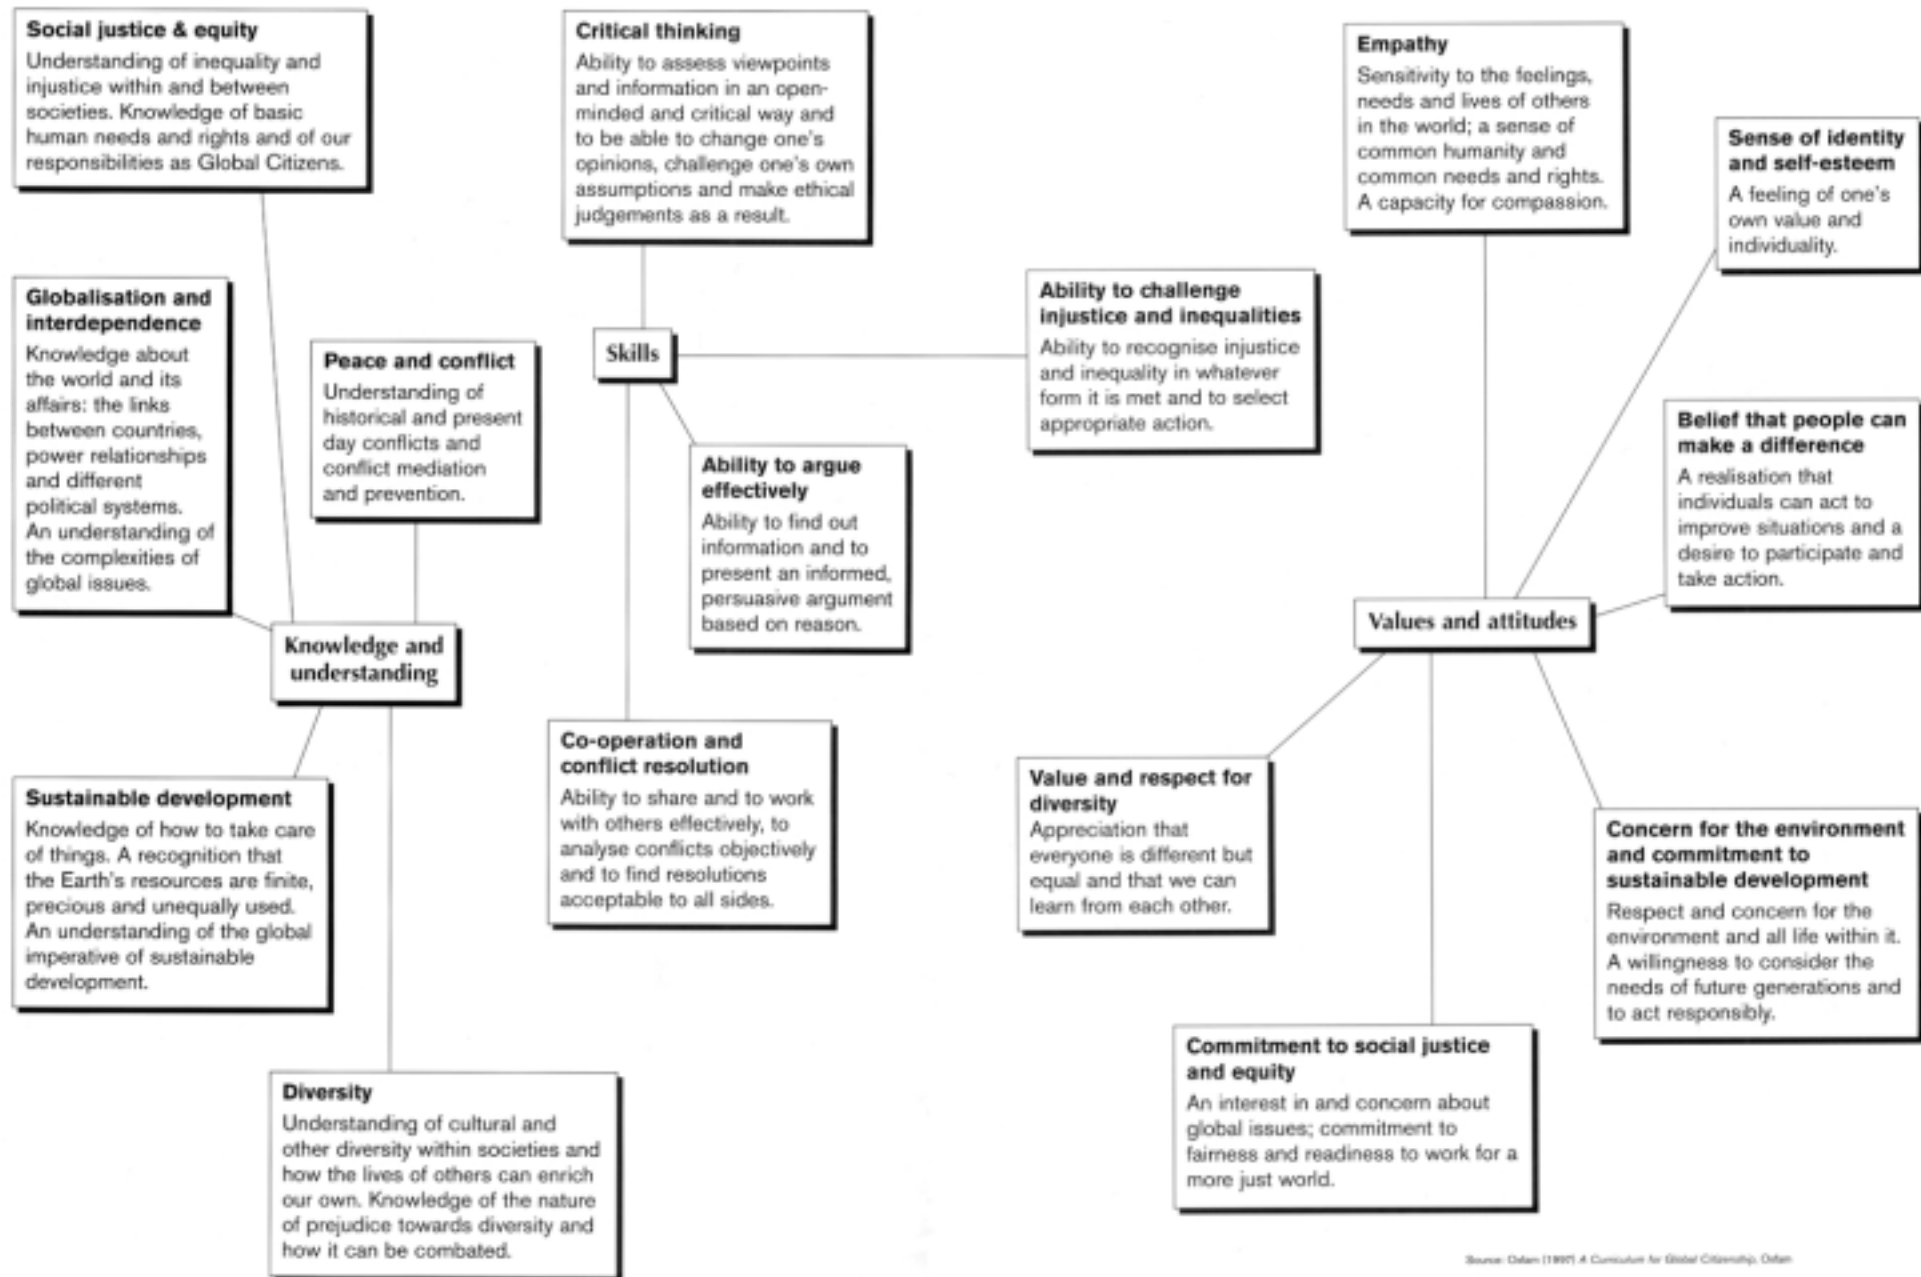 Social justice & equity
Understanding of inequality and
injustice within and between
societies. Knowledge of basic
human needs and rights and of our
responsibilities as Global Citizens.
Globalisation and
interdependence
Knowledge about
the world and its
affairs: the links
between countries,
power relationships
and different
political systems.
An understanding of
the complexities of
global issues.
Peace and conflict
Understanding of
historical and present
day conflicts and
conflict mediation
and prevention.
Knowledge and
understanding
Sustainable development
Knowledge of how to take care
of things. A recognition that
the Earth's resources are finite,
precious and unequally used.
An understanding of the global
imperative of sustainable
development.
Diversity
Understanding of cultural and
other diversity within societies and
how the lives of others can enrich
our own. Knowledge of the nature
of prejudice towards diversity and
how it can be combated.
Critical thinking
Ability to assess viewpoints
and information in an open-
minded and critical way and
to be able to change one's
opinions, challenge one's own
assumptions and make ethical
judgements as a result.
Skills
Ability to challenge
injustice and inequalities
Ability to recognise injustice
and inequality in whatever
form it is met and to select
appropriate action.
Ability to argue
effectively
Ability to find out
information and to
present an informed,
persuasive argument
based on reason.
Co-operation and
conflict resolution
Ability to share and to work
with others effectively, to
analyse conflicts objectively
and to find resolutions
acceptable to all sides.
Empathy
Sensitivity to the feelings,
needs and lives of others
in the world; a sense of
common humanity and
common needs and rights.
A capacity for compassion.
Sense of identity
and self-esteem
A feeling of one's
own value and
individuality.
Belief that people can
make a difference
A realisation that
individuals can act to
improve situations and a
desire to participate and
take action.
Values and attitudes
Value and respect for
diversity
Appreciation that
everyone is different but
equal and that we can
learn from each other.
Concern for the environment
and commitment to
sustainable development
Respect and concern for the
environment and all life within it.
A willingness to consider the
needs of future generations and
to act responsibly.
Commitment to social justice
and equity
An interest in and concern about
global issues; commitment to
fairness and readiness to work for a
more just world.
Source: Oxfam (1997) A Curriculum for Global Citizenship, Oxfam